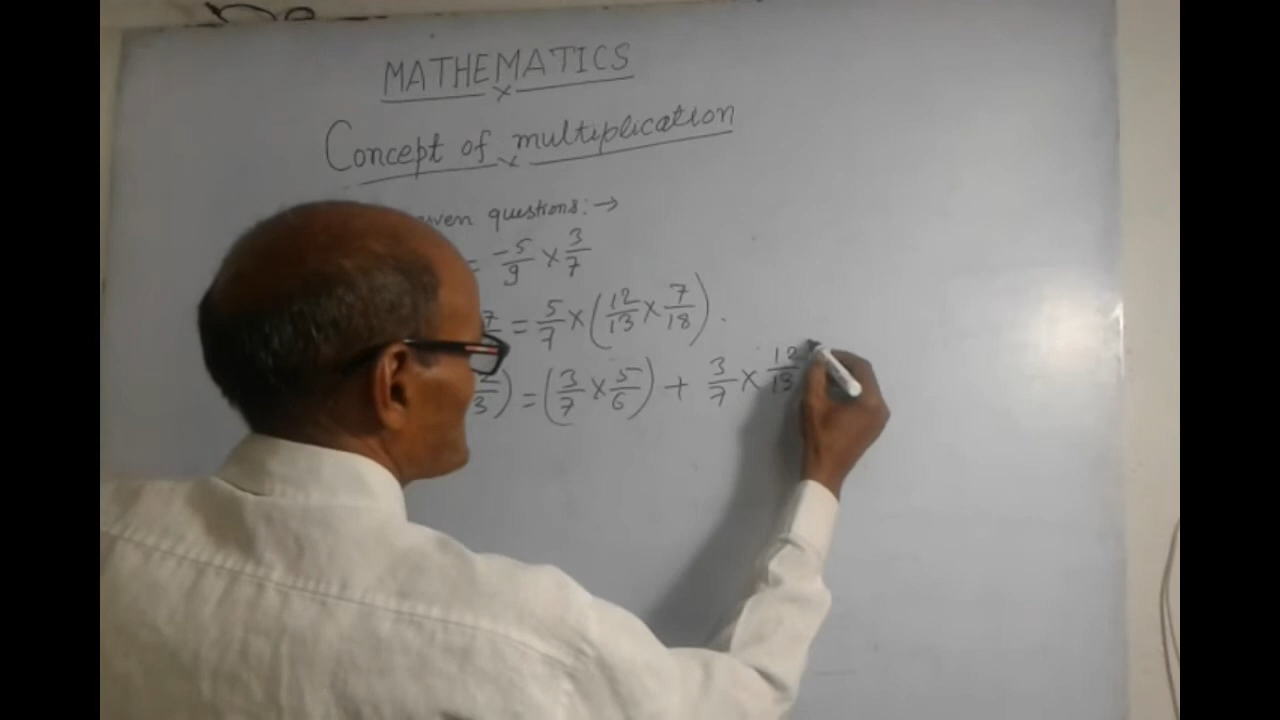 MATHEMATICS
Concept of multiplication
questions: →
= -5/9 × 3/7
= 5/7 × (12/13 × 7/18).
) = (3/7 × 5/6) + 3/7 × 12/13